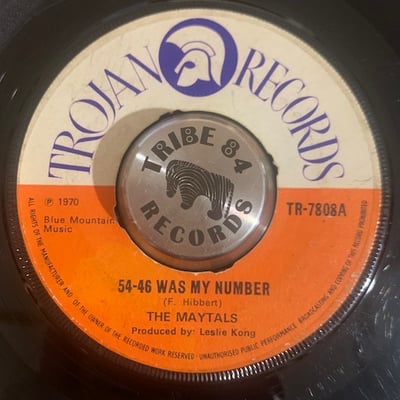 TROJAN RECORDS
TRIBE 84
RECORDS
℗ 1970
Blue Mountain
Music
TR-7808A
54-46 WAS MY NUMBER
(F. Hibbert)
THE MAYTALS
Produced by: Leslie Kong
ALL RIGHTS OF THE MANUFACTURER AND OF THE OWNER OF THE RECORDED WORK RESERVED · UNAUTHORISED PUBLIC PERFORMANCE BROADCASTING AND COPYING OF THIS RECORD PROHIBITED